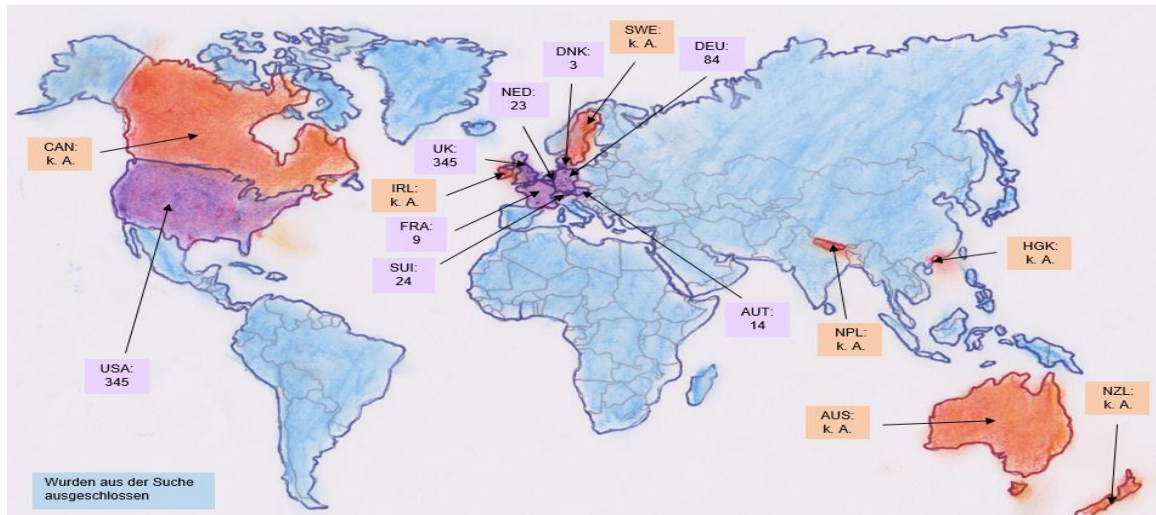 SWE:
k. A.
DNK:
3
DEU:
84
NED:
23
CAN:
k. A.
UK:
345
IRL:
k. A.
FRA:
9
SUI:
24
HGK:
k. A.
AUT:
14
NPL:
k. A.
USA:
345
NZL:
k. A.
AUS:
k. A.
Wurden aus der Suche
ausgeschlossen